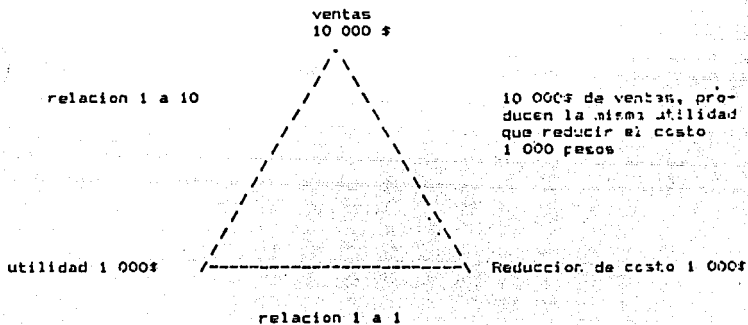 ventas
10 000 $
relacion 1 a 10
10 000$ de ventas, pro-
ducen la misma utilidad
que reducir el costo
1 000 pesos
utilidad 1 000$
Reduccion de costo 1 000$
relacion 1 a 1